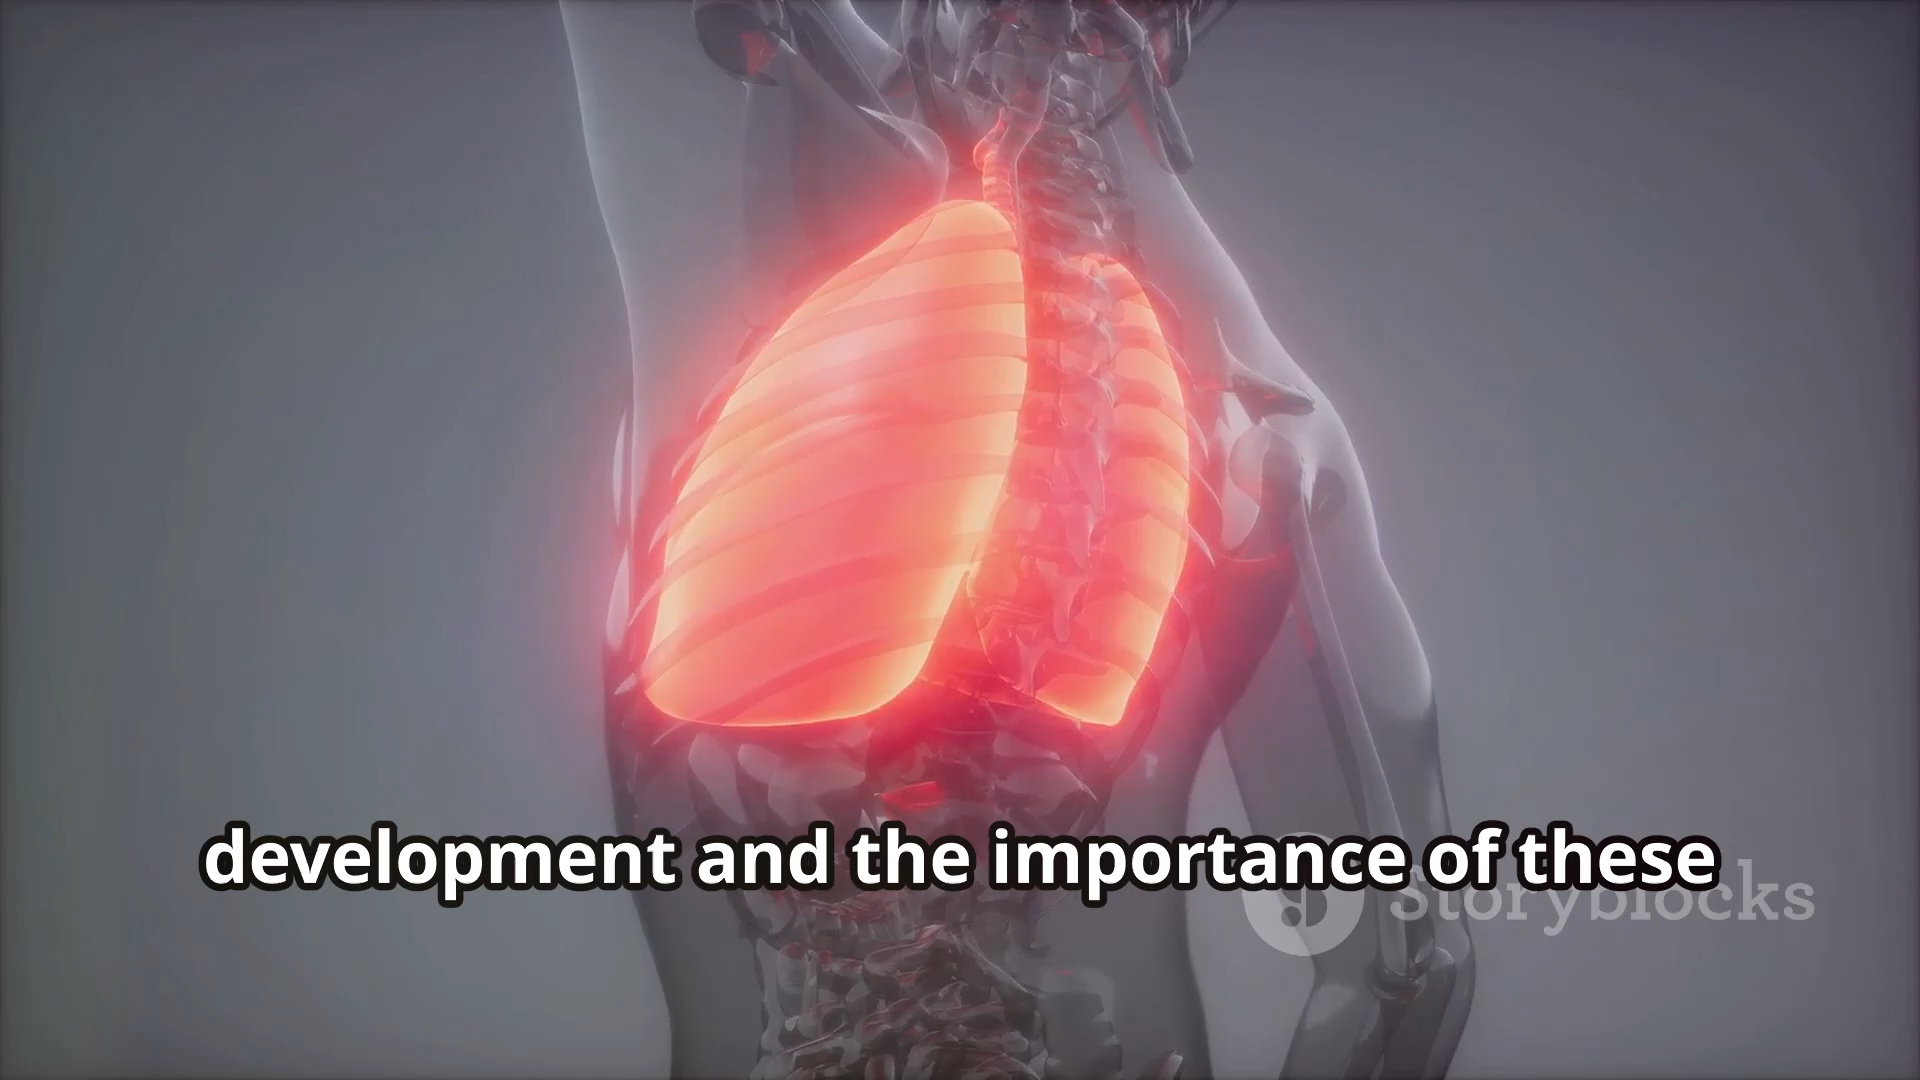 development and the importance of these
Storyblocks